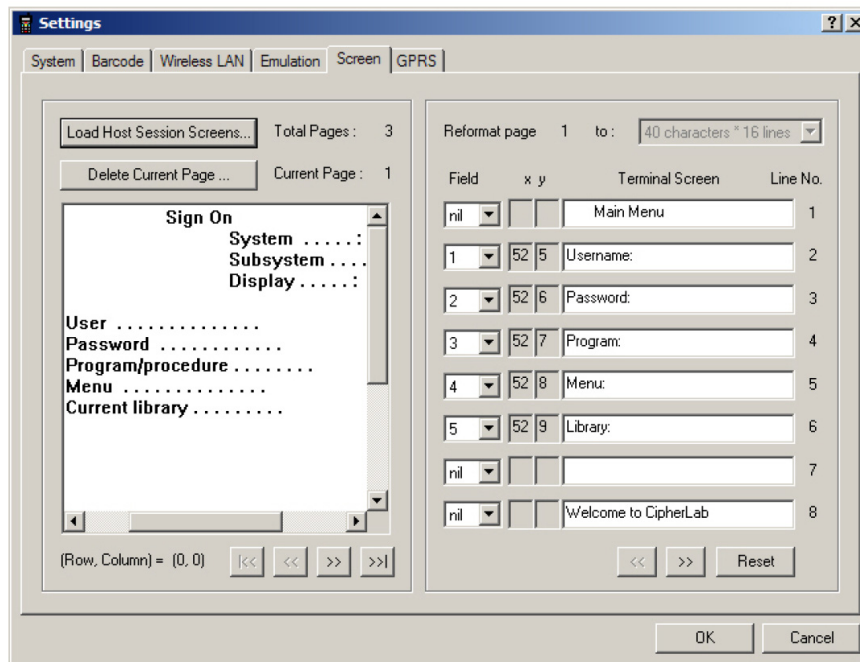 Settings
System Barcode Wireless LAN Emulation Screen GPRS
Load Host Session Screens... Total Pages : 3
Delete Current Page ... Current Page : 1
Sign On
System . . . . . :
Subsystem . . . .
Display . . . . . :
User . . . . . . . . . . . . . .
Password . . . . . . . . . . . .
Program/procedure . . . . . . . .
Menu . . . . . . . . . . . . . .
Current library . . . . . . . . .
(Row, Column) = (0, 0) |<< << >> >>|
Reformat page 1 to : 40 characters * 16 lines
Field x y Terminal Screen Line No.
nil Main Menu 1
1 52 5 Username: 2
2 52 6 Password: 3
3 52 7 Program: 4
4 52 8 Menu: 5
5 52 9 Library: 6
nil 7
nil Welcome to CipherLab 8
<< >> Reset
OK Cancel